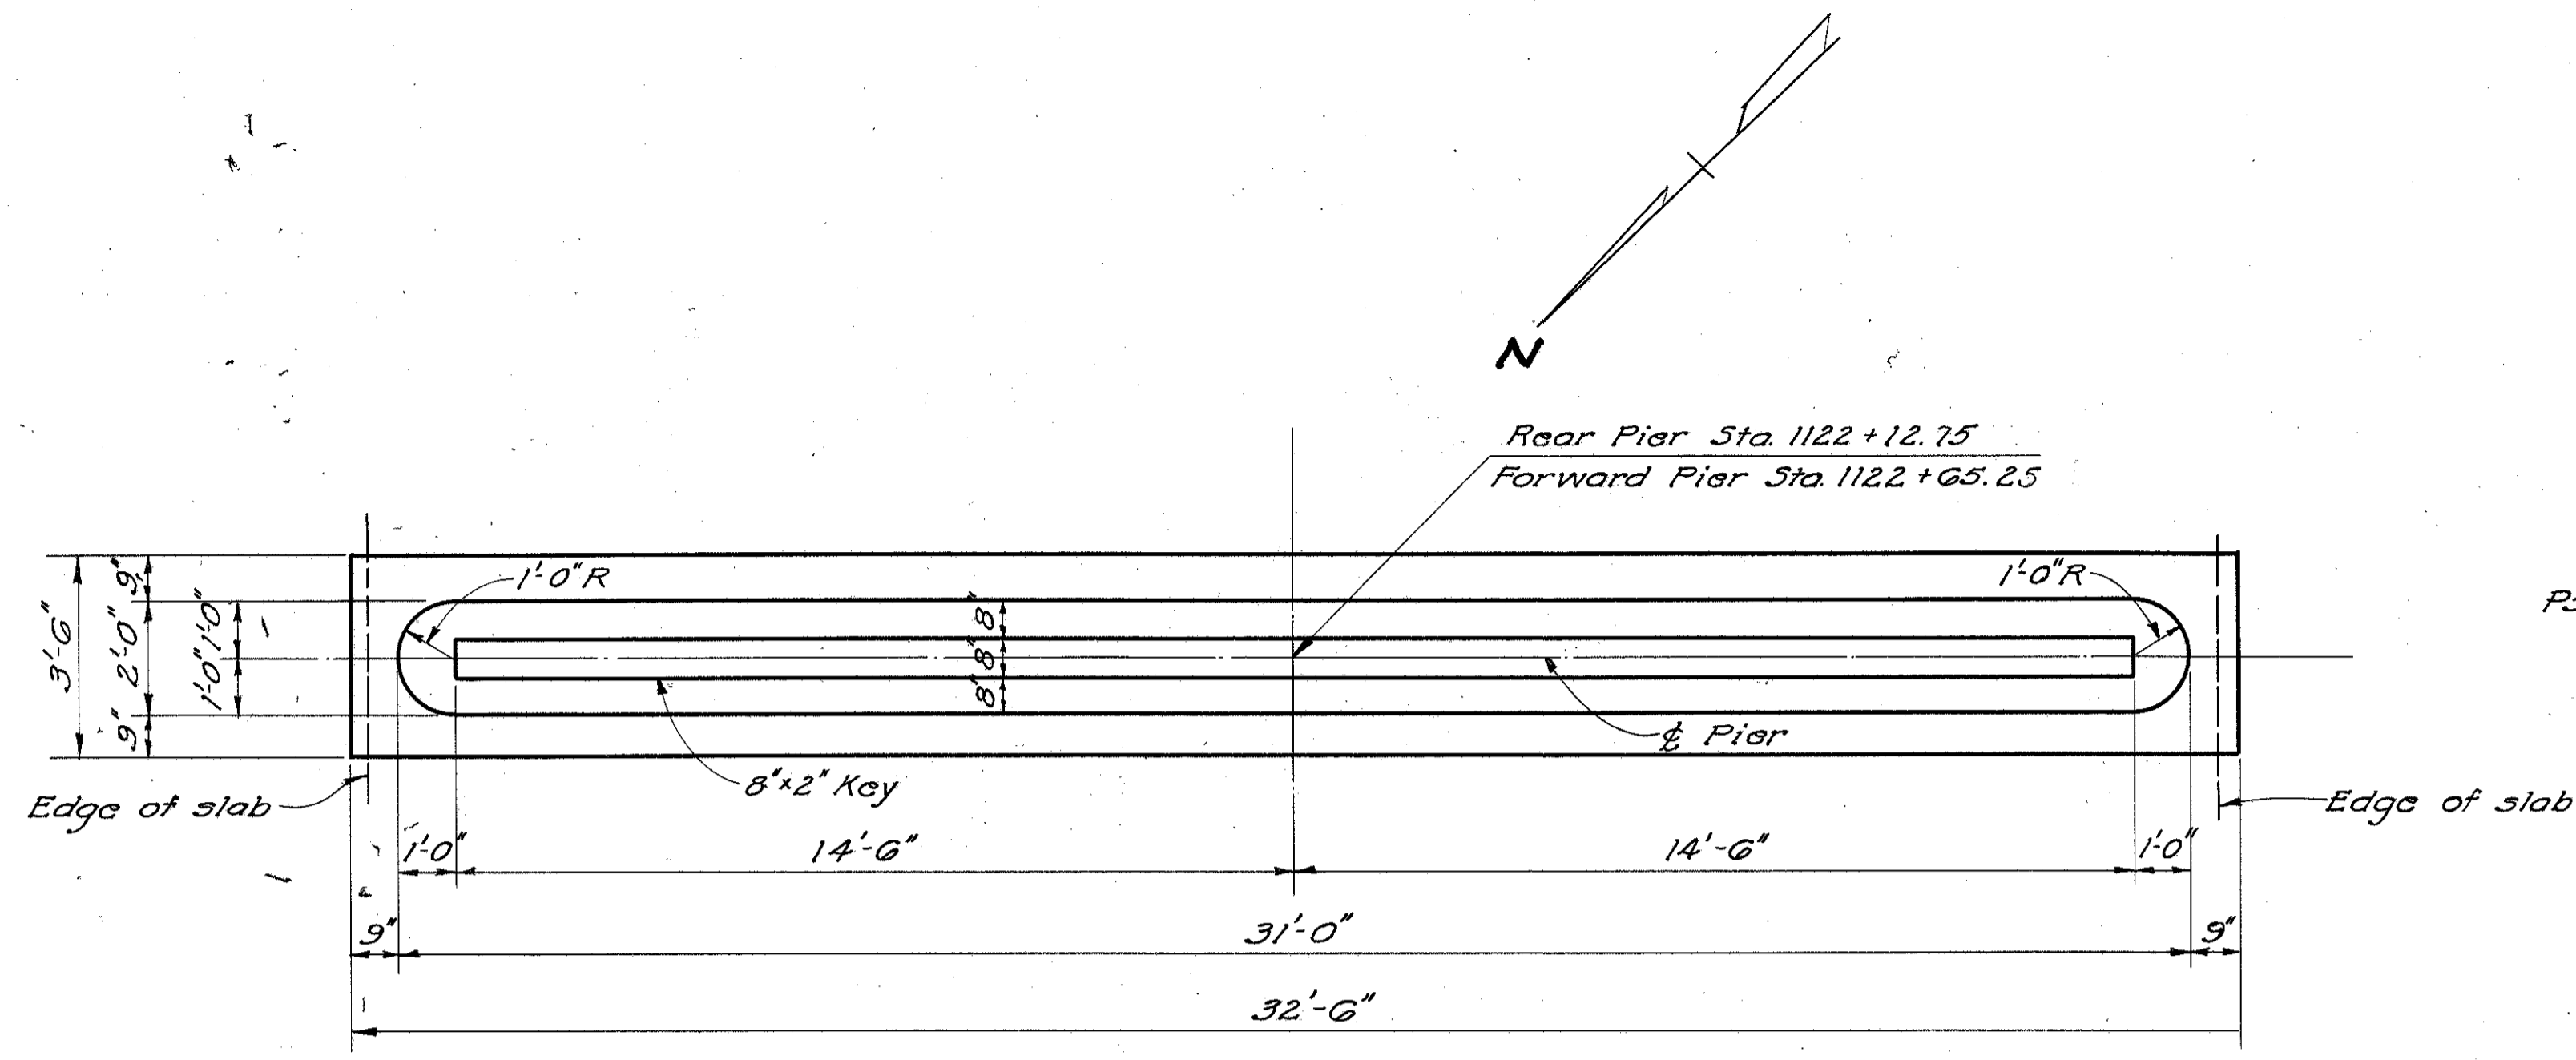 N
Rear Pier Sta. 1122+12.75
Forward Pier Sta. 1122+65.25
1'-0"R
1'-0"R
9"
3'-6"
2'-0"
1'-0"
1'-0"
9"
8"
8"
8"
℄ Pier
8"x2" Key
Edge of slab
Edge of slab
1'-0"
14'-6"
14'-6"
1'-0"
9"
31'-0"
9"
32'-6"